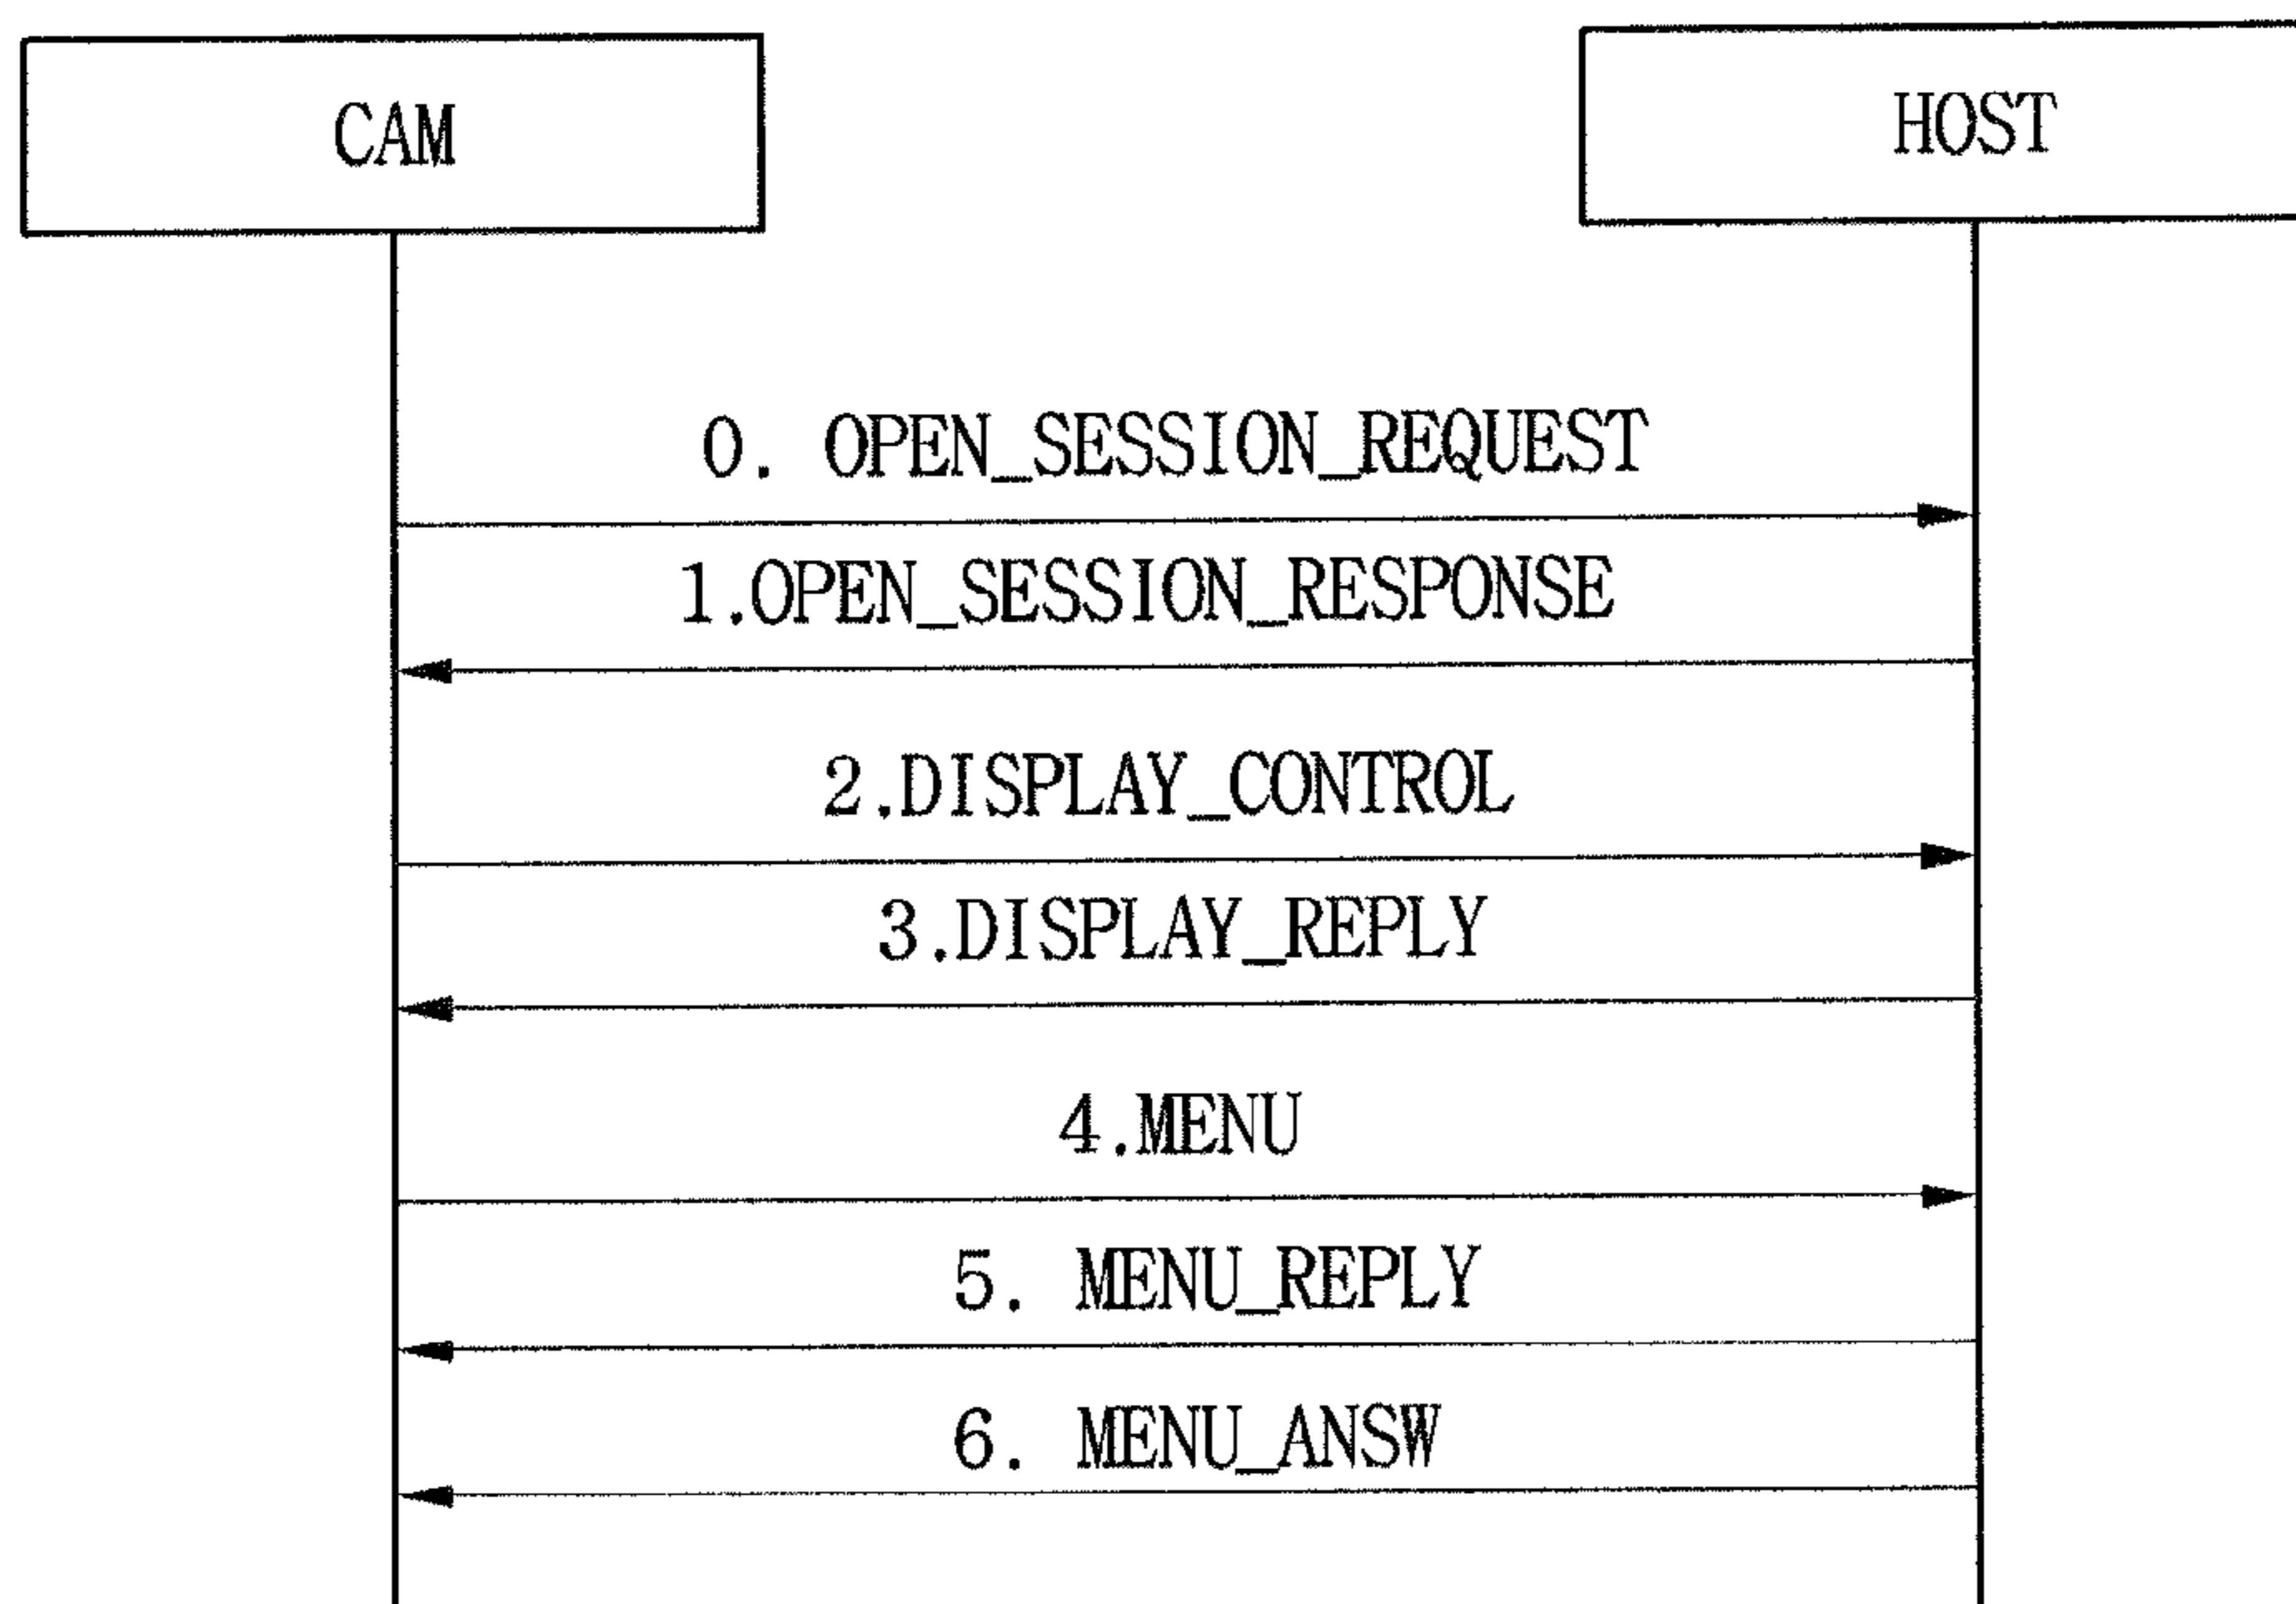 CAM
HOST
0. OPEN_SESSION_REQUEST
1.OPEN_SESSION_RESPONSE
2.DISPLAY_CONTROL
3.DISPLAY_REPLY
4.MENU
5. MENU_REPLY
6. MENU_ANSW